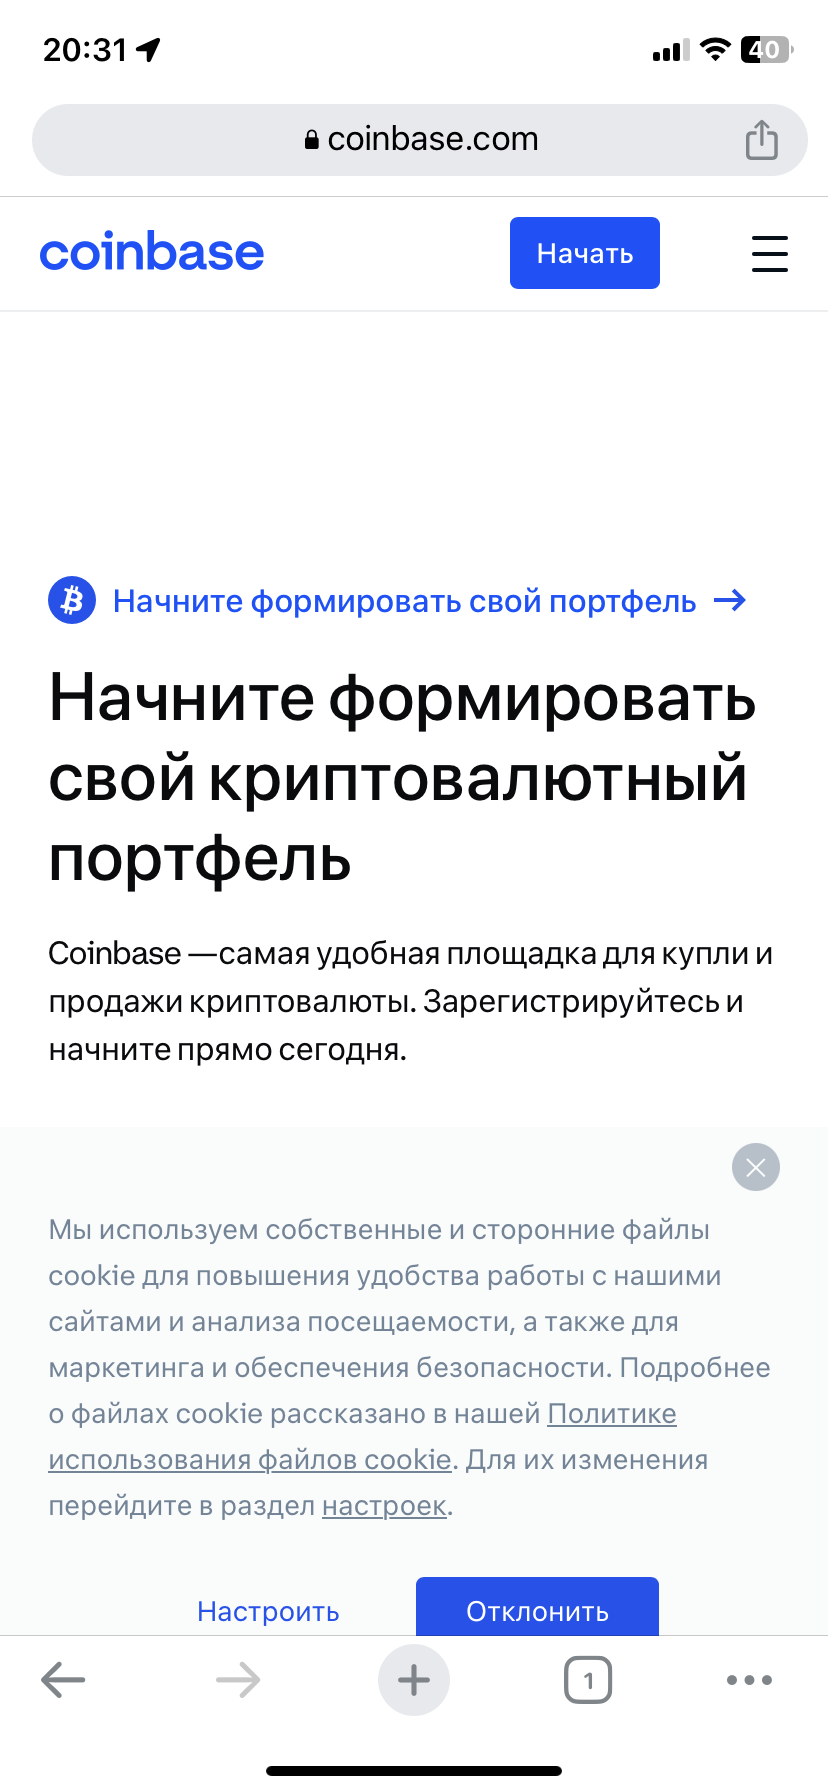 20:31
40
coinbase.com
coinbase
Начать
Начните формировать свой портфель
Начните формировать
свой криптовалютный
портфель
Coinbase —самая удобная площадка для купли и
продажи криптовалюты. Зарегистрируйтесь и
начните прямо сегодня.
Мы используем собственные и сторонние файлы
cookie для повышения удобства работы с нашими
сайтами и анализа посещаемости, а также для
маркетинга и обеспечения безопасности. Подробнее
о файлах cookie рассказано в нашей Политике
использования файлов cookie. Для их изменения
перейдите в раздел настроек.
Настроить
Отклонить
1